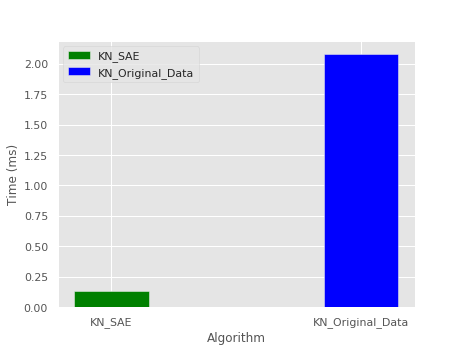 KN_SAE
KN_Original_Data
2.00
1.75
1.50
1.25
1.00
0.75
0.50
0.25
0.00
Time (ms)
KN_SAE
KN_Original_Data
Algorithm